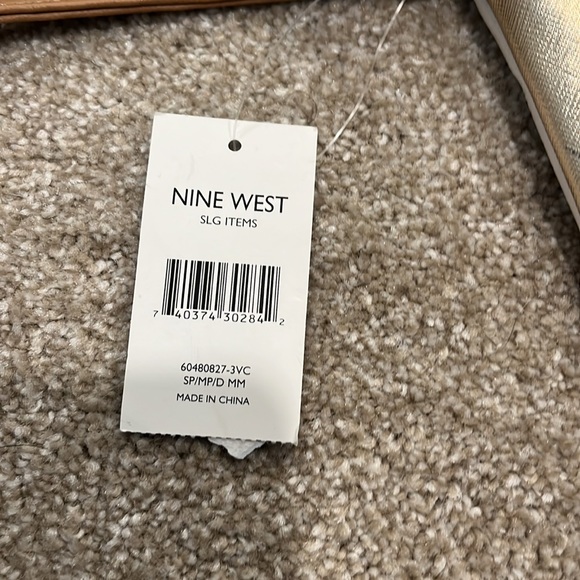 NINE WEST
SLG ITEMS
7 40374 30284 2
60480827-3VC
SP/MP/D MM
MADE IN CHINA